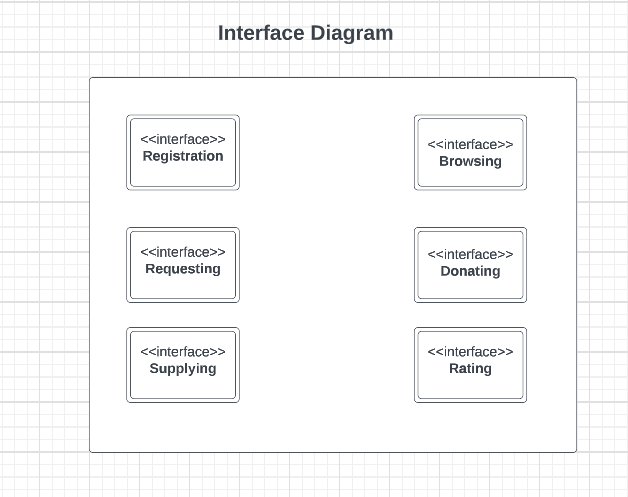 Interface Diagram
<<interface>>
Registration
<<interface>>
Browsing
<<interface>>
Requesting
<<interface>>
Donating
<<interface>>
Supplying
<<interface>>
Rating